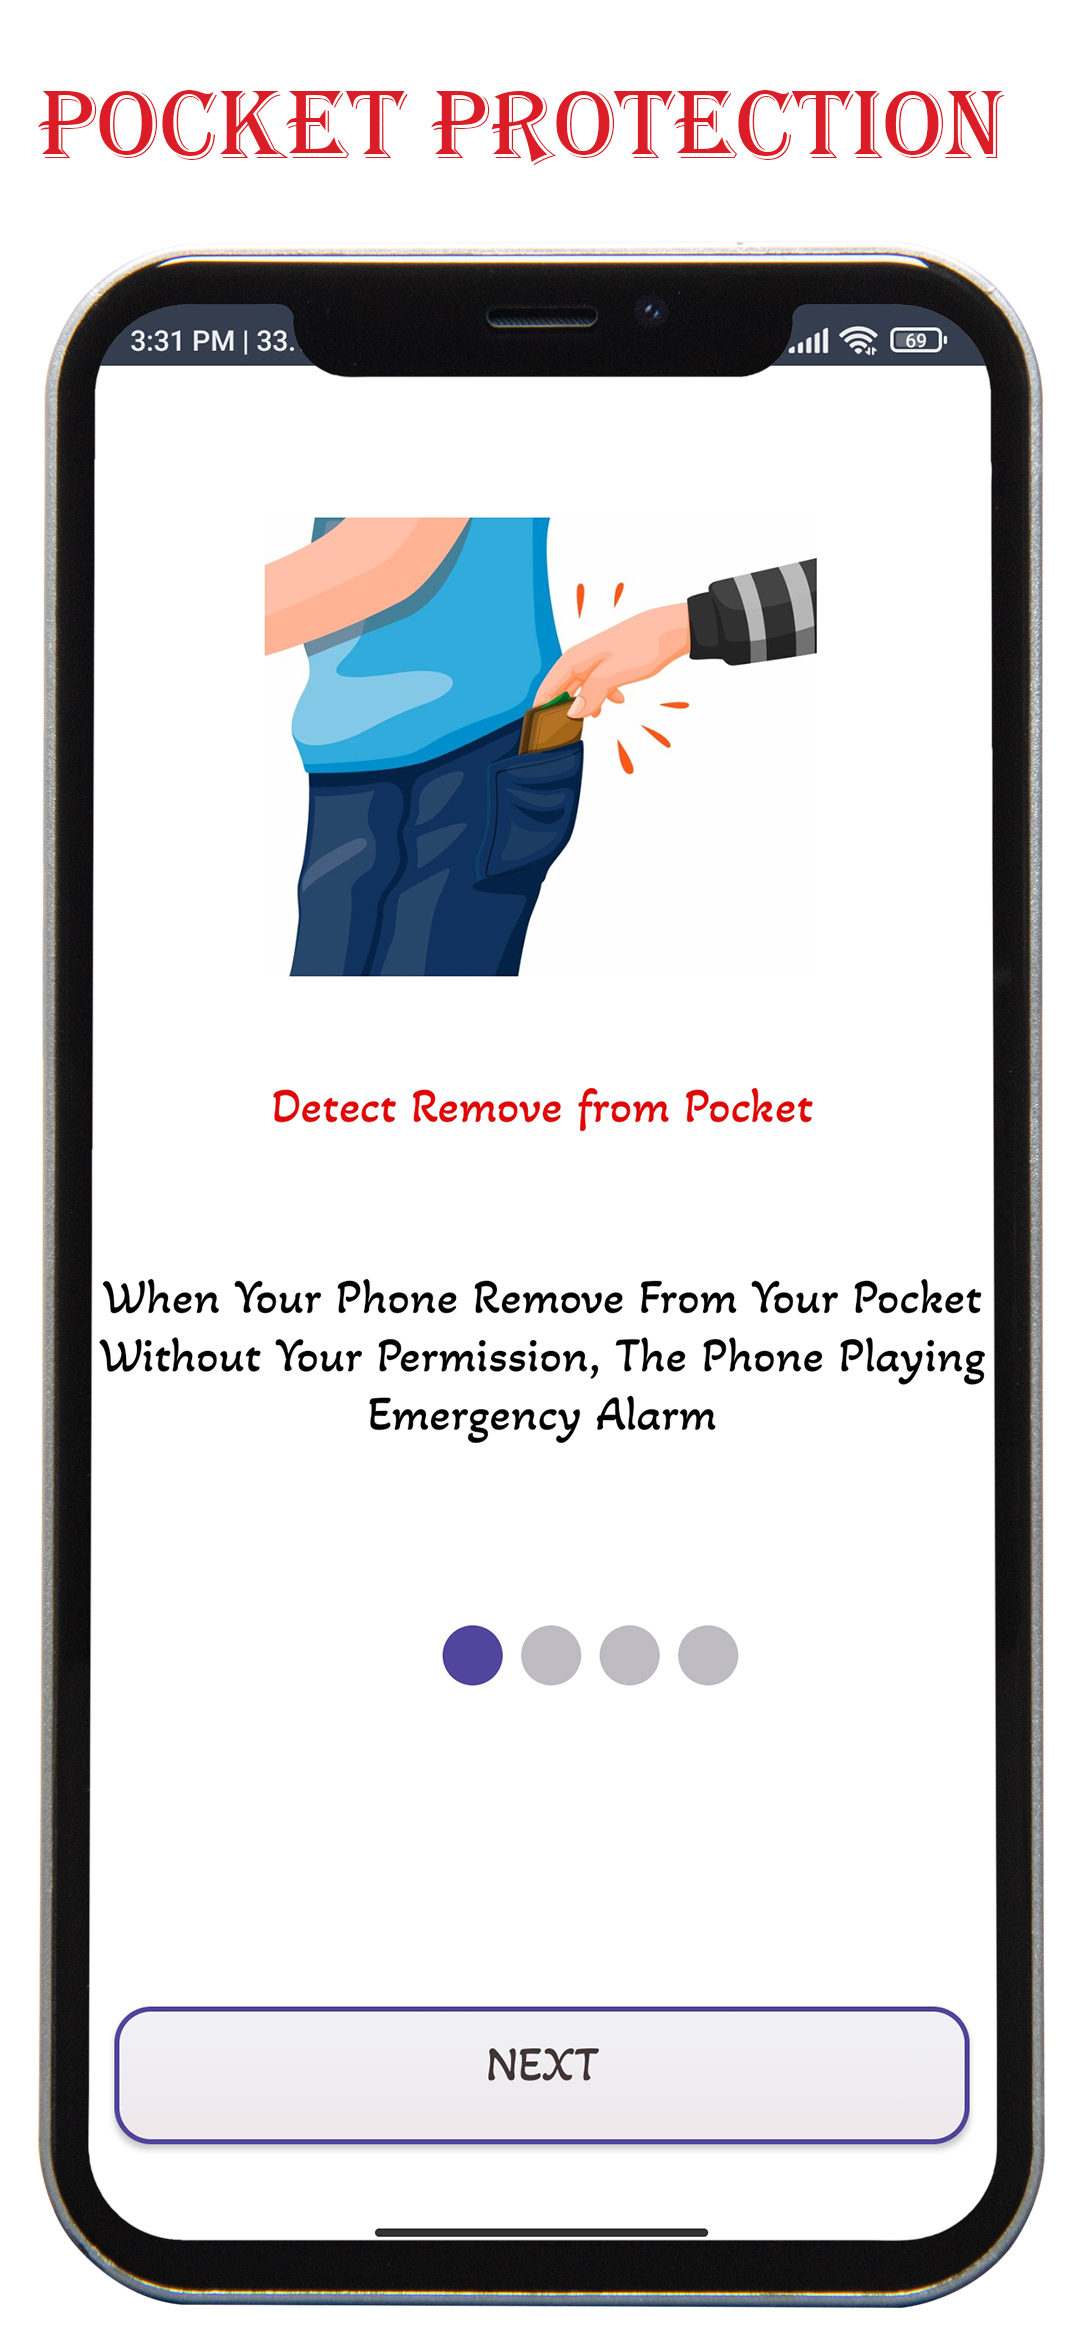 POCKET PROTECTION
3:31 PM | 33.
69
Detect Remove from Pocket
When Your Phone Remove From Your Pocket
Without Your Permission, The Phone Playing
Emergency Alarm
NEXT